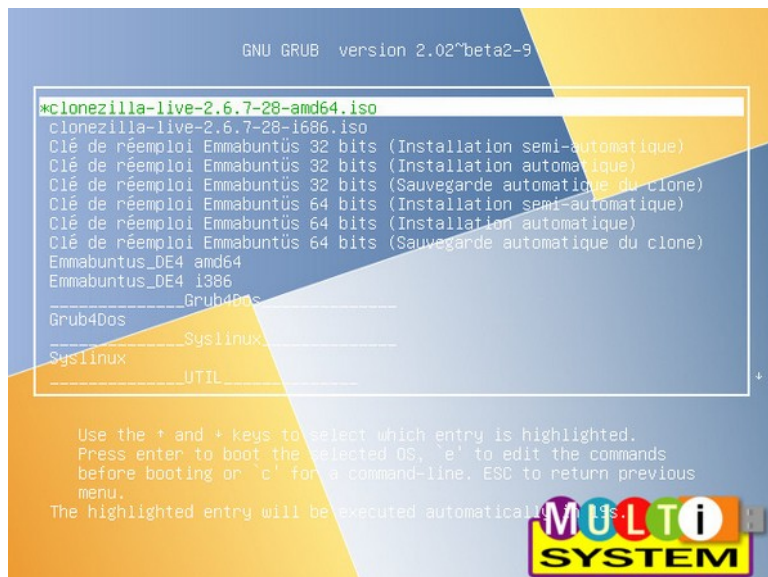 GNU GRUB  version 2.02~beta2-9
*clonezilla-live-2.6.7-28-amd64.iso
clonezilla-live-2.6.7-28-i686.iso
Clé de réemploi Emmabuntüs 32 bits (Installation semi-automatique)
Clé de réemploi Emmabuntüs 32 bits (Installation automatique)
Clé de réemploi Emmabuntüs 32 bits (Sauvegarde automatique du clone)
Clé de réemploi Emmabuntüs 64 bits (Installation semi-automatique)
Clé de réemploi Emmabuntüs 64 bits (Installation automatique)
Clé de réemploi Emmabuntüs 64 bits (Sauvegarde automatique du clone)
Emmabuntus_DE4 amd64
Emmabuntus_DE4 i386
______________Grub4Dos______________
Grub4Dos
______________Syslinux______________
Syslinux
______________UTIL______________
Use the ↑ and ↓ keys to select which entry is highlighted.
Press enter to boot the selected OS, `e' to edit the commands
before booting or `c' for a command-line. ESC to return previous
menu.
The highlighted entry will be executed automatically in 19s.
MULTi
SYSTEM